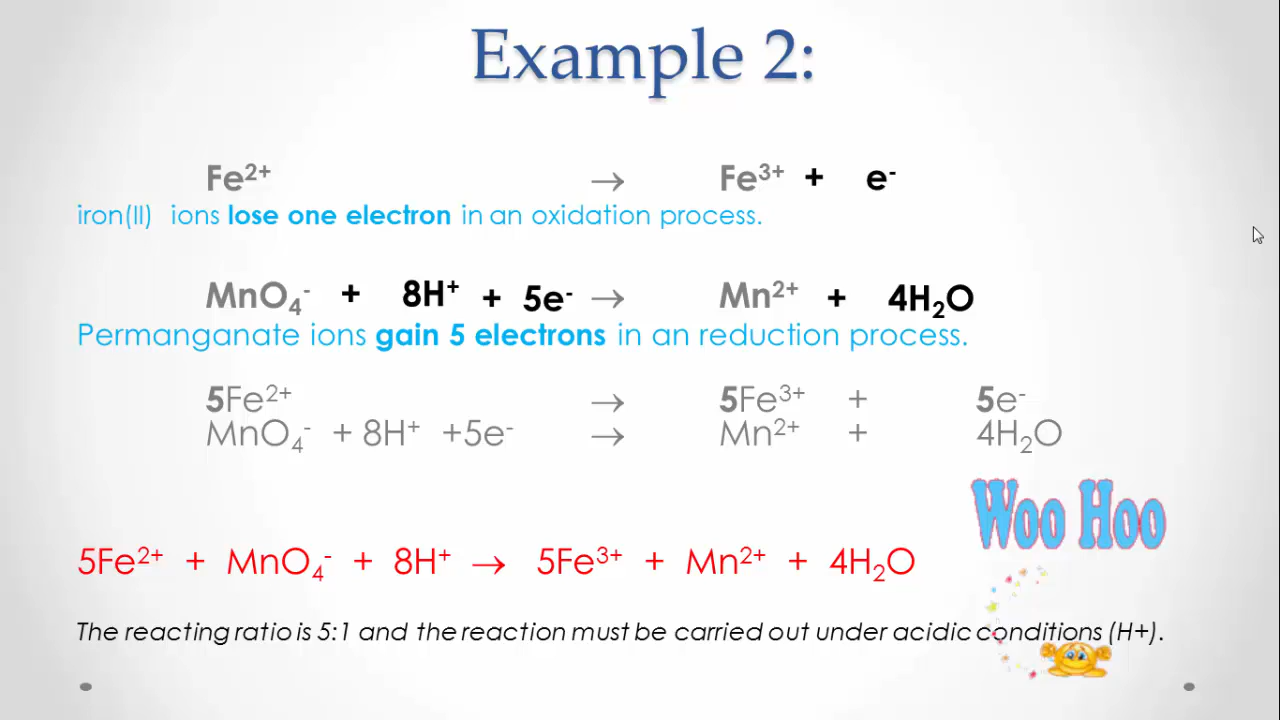 Example 2:
Fe²⁺ → Fe³⁺ + e⁻
iron(II) ions lose one electron in an oxidation process.
MnO₄⁻ + 8H⁺ + 5e⁻ → Mn²⁺ + 4H₂O
Permanganate ions gain 5 electrons in an reduction process.
5Fe²⁺ → 5Fe³⁺ + 5e⁻
MnO₄⁻ + 8H⁺ +5e⁻ → Mn²⁺ + 4H₂O
Woo Hoo
5Fe²⁺ + MnO₄⁻ + 8H⁺ → 5Fe³⁺ + Mn²⁺ + 4H₂O
The reacting ratio is 5:1 and the reaction must be carried out under acidic conditions (H+).